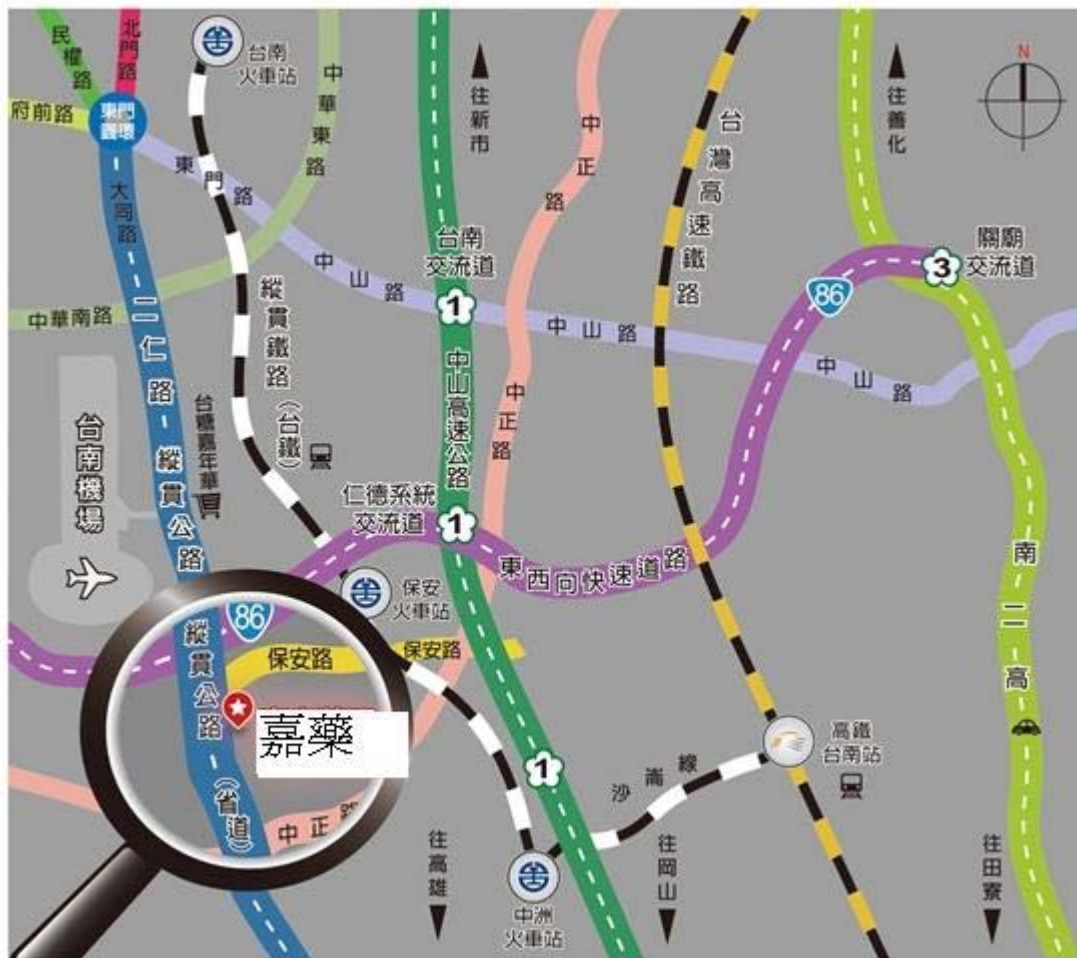 民權路
北門路
台南
火車站
中華東路
往新市
中正路
台灣高速鐵路
往善化
N
府前路
東門
圓環
東門路
大同路
台南
交流道
關廟
交流道
3
86
1
中山路
中山路
中山路
中華南路
二仁路
縱貫鐵路(台鐵)
中山高速公路
中正路
台糖嘉年華
台南機場
縱貫公路
仁德系統
交流道
1
東西向快速道路
南二高
保安
火車站
86
縱貫公路(省道)
保安路
保安路
嘉藥
高鐵
台南站
1
沙崙線
中正路
往高雄
中洲
火車站
往岡山
往田寮